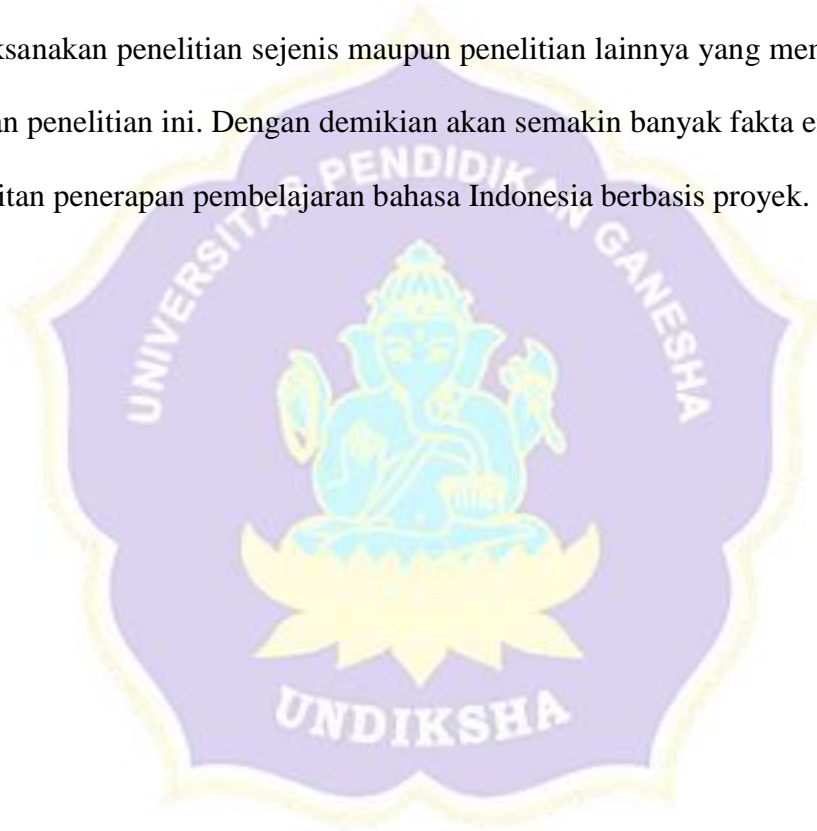 ksanakan penelitian sejenis maupun penelitian lainnya yang men
an penelitian ini. Dengan demikian akan semakin banyak fakta e
itan penerapan pembelajaran bahasa Indonesia berbasis proyek.
UNIVERSITAS PENDIDIKAN GANESHA
UNDIKSHA